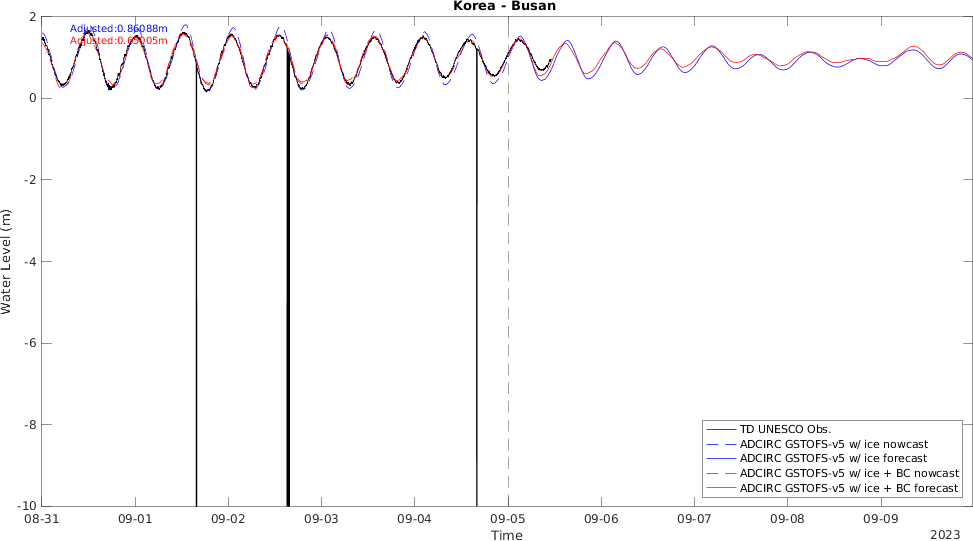 Korea - Busan
Adjusted:0.86088m
Water Level (m)
2
0
-2
-4
-6
-8
-10
TD UNESCO Obs.
ADCIRC GSTOFS-v5 w/ ice nowcast
ADCIRC GSTOFS-v5 w/ ice forecast
ADCIRC GSTOFS-v5 w/ ice + BC nowcast
ADCIRC GSTOFS-v5 w/ ice + BC forecast
08-31 09-01 09-02 09-03 09-04 09-05 09-06 09-07 09-08 09-09
Time
2023